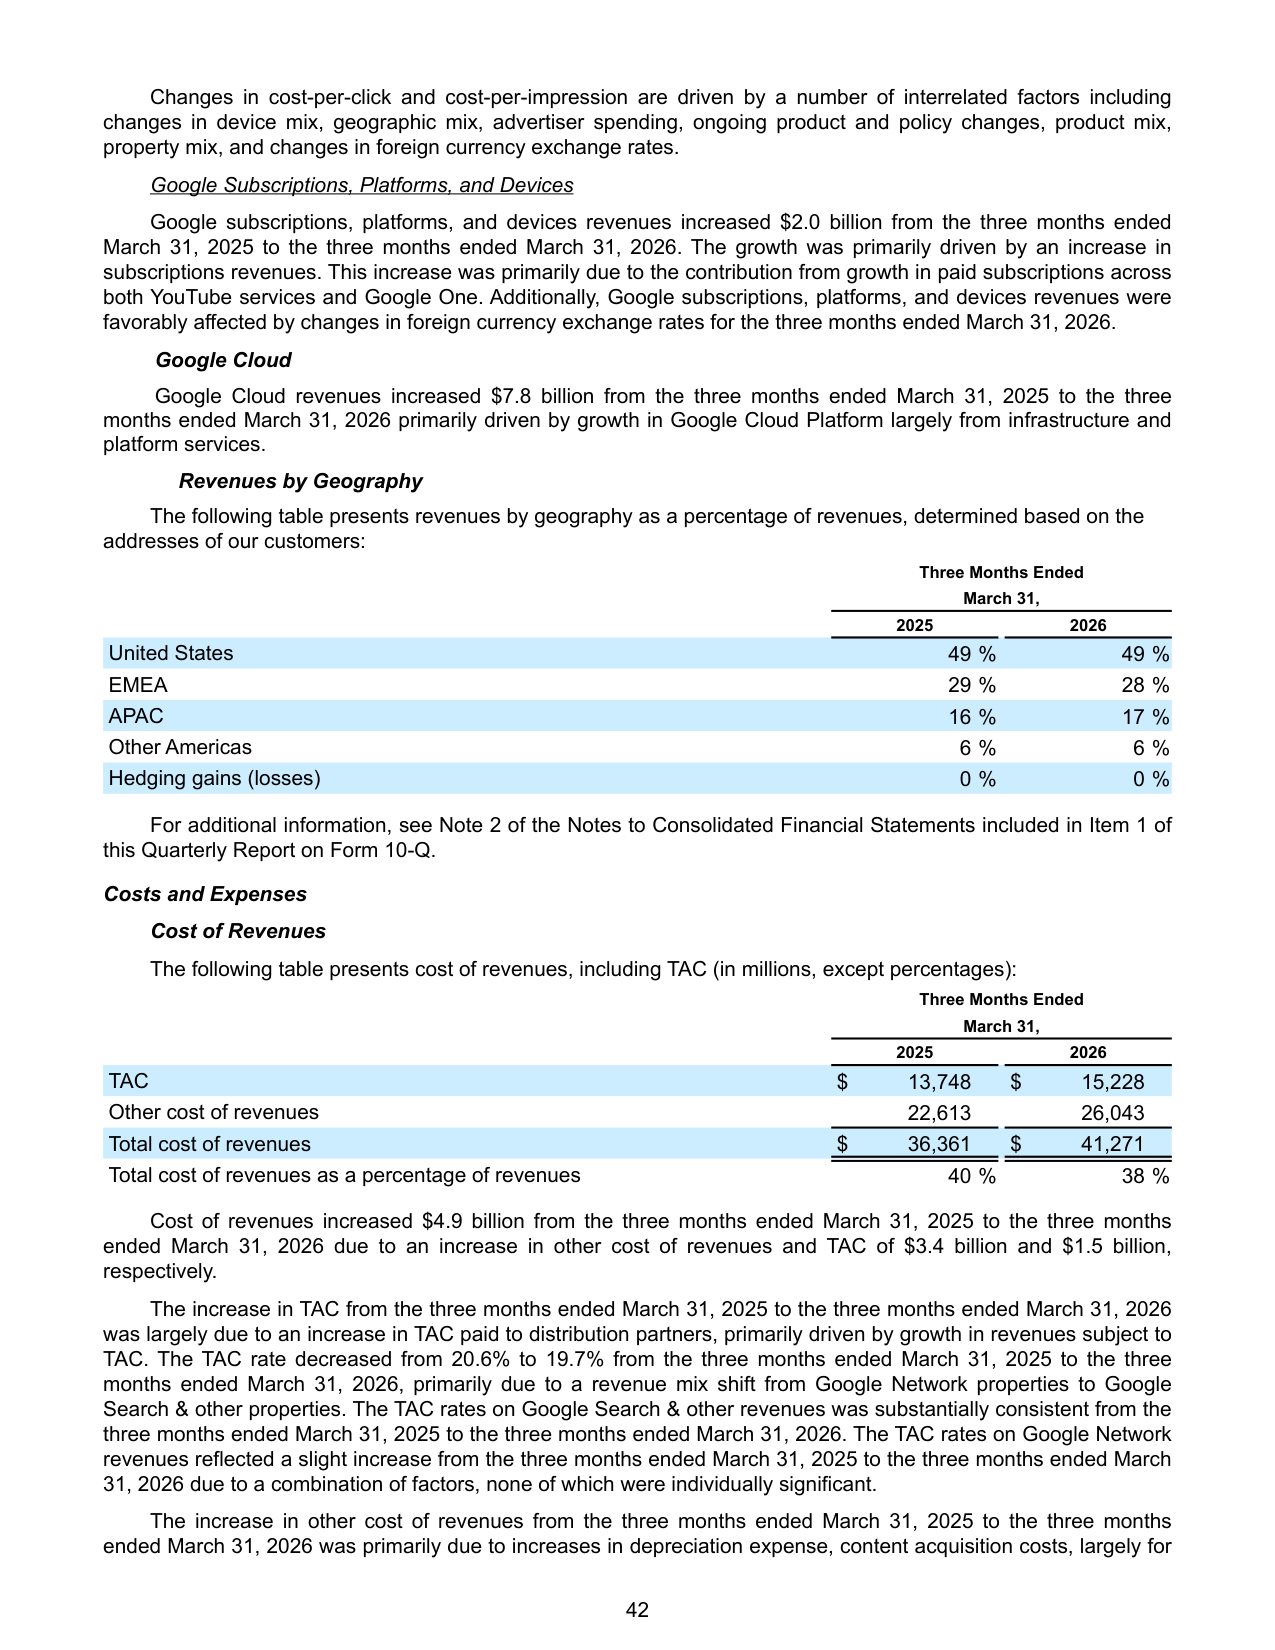 Changes in cost-per-click and cost-per-impression are driven by a number of interrelated factors including
changes in device mix, geographic mix, advertiser spending, ongoing product and policy changes, product mix,
property mix, and changes in foreign currency exchange rates.
Google Subscriptions, Platforms, and Devices
Google subscriptions, platforms, and devices revenues increased $2.0 billion from the three months ended
March 31, 2025 to the three months ended March 31, 2026. The growth was primarily driven by an increase in
subscriptions revenues. This increase was primarily due to the contribution from growth in paid subscriptions across
both YouTube services and Google One. Additionally, Google subscriptions, platforms, and devices revenues were
favorably affected by changes in foreign currency exchange rates for the three months ended March 31, 2026.
Google Cloud
Google Cloud revenues increased $7.8 billion from the three months ended March 31, 2025 to the three
months ended March 31, 2026 primarily driven by growth in Google Cloud Platform largely from infrastructure and
platform services.
Revenues by Geography
The following table presents revenues by geography as a percentage of revenues, determined based on the
addresses of our customers:
Three Months Ended
March 31,
2025 2026
United States 49 % 49 %
EMEA 29 % 28 %
APAC 16 % 17 %
Other Americas 6 % 6 %
Hedging gains (losses) 0 % 0 %
For additional information, see Note 2 of the Notes to Consolidated Financial Statements included in Item 1 of
this Quarterly Report on Form 10-Q.
Costs and Expenses
Cost of Revenues
The following table presents cost of revenues, including TAC (in millions, except percentages):
Three Months Ended
March 31,
2025 2026
TAC $ 13,748 $ 15,228
Other cost of revenues 22,613 26,043
Total cost of revenues $ 36,361 $ 41,271
Total cost of revenues as a percentage of revenues 40 % 38 %
Cost of revenues increased $4.9 billion from the three months ended March 31, 2025 to the three months
ended March 31, 2026 due to an increase in other cost of revenues and TAC of $3.4 billion and $1.5 billion,
respectively.
The increase in TAC from the three months ended March 31, 2025 to the three months ended March 31, 2026
was largely due to an increase in TAC paid to distribution partners, primarily driven by growth in revenues subject to
TAC. The TAC rate decreased from 20.6% to 19.7% from the three months ended March 31, 2025 to the three
months ended March 31, 2026, primarily due to a revenue mix shift from Google Network properties to Google
Search & other properties. The TAC rates on Google Search & other revenues was substantially consistent from the
three months ended March 31, 2025 to the three months ended March 31, 2026. The TAC rates on Google Network
revenues reflected a slight increase from the three months ended March 31, 2025 to the three months ended March
31, 2026 due to a combination of factors, none of which were individually significant.
The increase in other cost of revenues from the three months ended March 31, 2025 to the three months
ended March 31, 2026 was primarily due to increases in depreciation expense, content acquisition costs, largely for
42